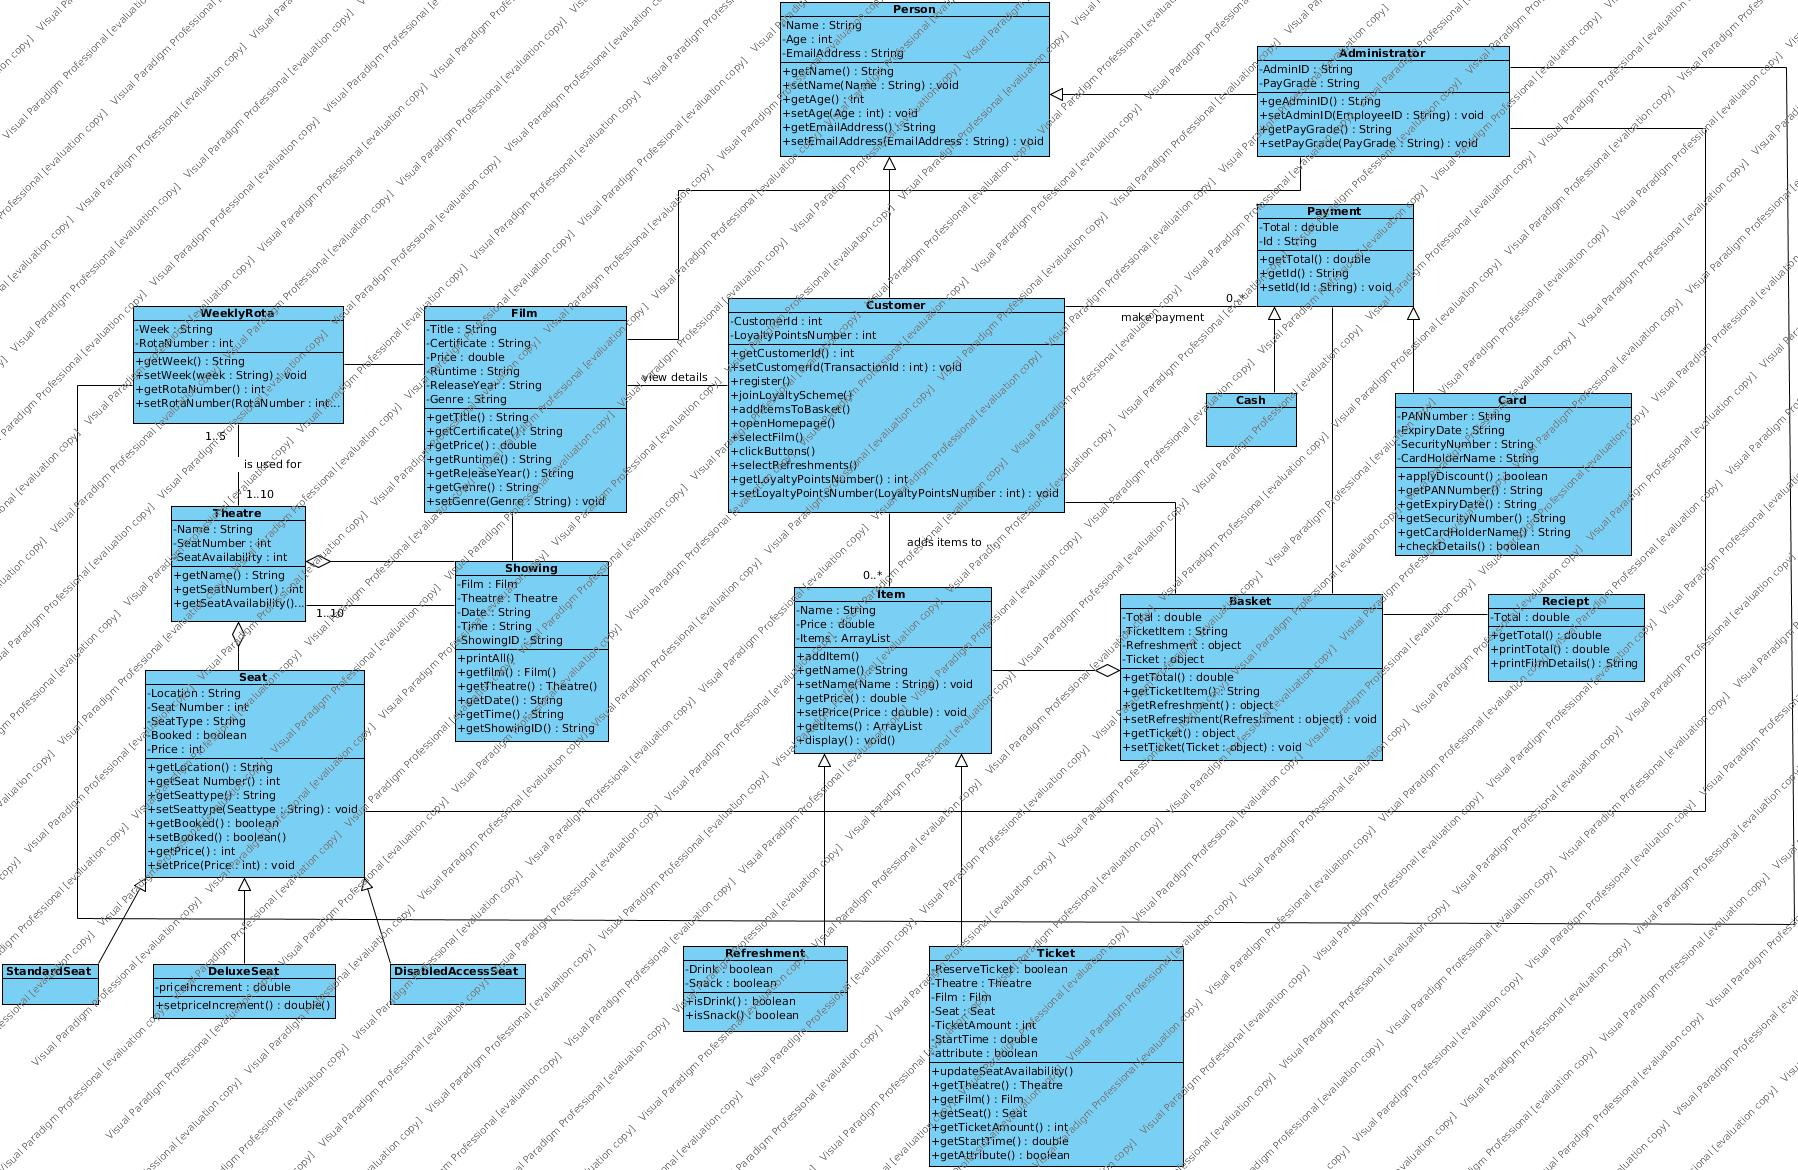 Person
-Name : String
-Age : int
-EmailAddress : String
+getName() : String
+setName(Name : String) : void
+getAge() : int
+setAge(Age : int) : void
+getEmailAddress() : String
+setEmailAddress(EmailAddress : String) : void
Administrator
-AdminID : String
-PayGrade : String
+geAdminID() : String
+setAdminID(EmployeeID : String) : void
+getPayGrade() : String
+setPayGrade(PayGrade : String) : void
Payment
-Total : double
-Id : String
+getTotal() : double
+getId() : String
+setId(Id : String) : void
WeeklyRota
-Week : String
-RotaNumber : int
+getWeek() : String
+setWeek(week : String) : void
+getRotaNumber() : int
+setRotaNumber(RotaNumber : int...
Film
-Title : String
-Certificate : String
-Price : double
-Runtime : String
-ReleaseYear : String
-Genre : String
+getTitle() : String
+getCertificate() : String
+getPrice() : double
+getRuntime() : String
+getReleaseYear() : String
+getGenre() : String
+setGenre(Genre : String) : void
view details
Customer
-CustomerId : int
-LoyaltyPointsNumber : int
+getCustomerId() : int
+setCustomerId(TransactionId : int) : void
+register()
+joinLoyaltyScheme()
+addItemsToBasket()
+openHomepage()
+selectFilm()
+clickButtons()
+selectRefreshments()
+getLoyaltyPointsNumber() : int
+setLoyaltyPointsNumber(LoyaltyPointsNumber : int) : void
0..*
make payment
Cash
Card
-PANNumber : String
-ExpiryDate : String
-SecurityNumber : String
-CardHolderName : String
+applyDiscount() : boolean
+getPANNumber() : String
+getExpiryDate() : String
+getSecurityNumber() : String
+getCardHolderName() : String
+checkDetails() : boolean
1..5
is used for
1..10
Theatre
-Name : String
-SeatNumber : int
-SeatAvailability : int
+getName() : String
+getSeatNumber() : int
+getSeatAvailability()...
1..10
Showing
-Film : Film
-Theatre : Theatre
-Date : String
-Time : String
-ShowingID : String
+printAll()
+getfilm() : Film()
+getTheatre() : Theatre()
+getDate() : String
+getTime() : String
+getShowingID() : String
adds items to
0..*
Item
-Name : String
-Price : double
-Items : ArrayList
+addItem()
+getName() : String
+setName(Name : String) : void
+getPrice() : double
+setPrice(Price : double) : void
+getItems() : ArrayList
+display() : void()
Basket
-Total : double
-TicketItem : String
-Refreshment : object
-Ticket : object
+getTotal() : double
+getTicketItem() : String
+getRefreshment() : object
+setRefreshment(Refreshment : object) : void
+getTicket() : object
+setTicket(Ticket : object) : void
Reciept
-Total : double
+getTotal() : double
+printTotal() : double
+printFilmDetails() : String
Seat
-Location : String
-Seat Number : int
-SeatType : String
-Booked : boolean
-Price : int
+getLocation() : String
+getSeat Number() : int
+getSeattype() : String
+setSeattype(Seattype : String) : void
+getBooked() : boolean
+setBooked() : boolean()
+getPrice() : int
+setPrice(Price : int) : void
StandardSeat
DeluxeSeat
-priceIncrement : double
+setpriceIncrement() : double()
DisabledAccessSeat
Refreshment
-Drink : boolean
-Snack : boolean
+isDrink() : boolean
+isSnack() : boolean
Ticket
-ReserveTicket : boolean
-Theatre : Theatre
-Film : Film
-Seat : Seat
-TicketAmount : int
-StartTime : double
-attribute : boolean
+updateSeatAvailability()
+getTheatre() : Theatre
+getFilm() : Film
+getSeat() : Seat
+getTicketAmount() : int
+getStartTime() : double
+getAttribute() : boolean
Visual Paradigm Professional [evaluation copy]